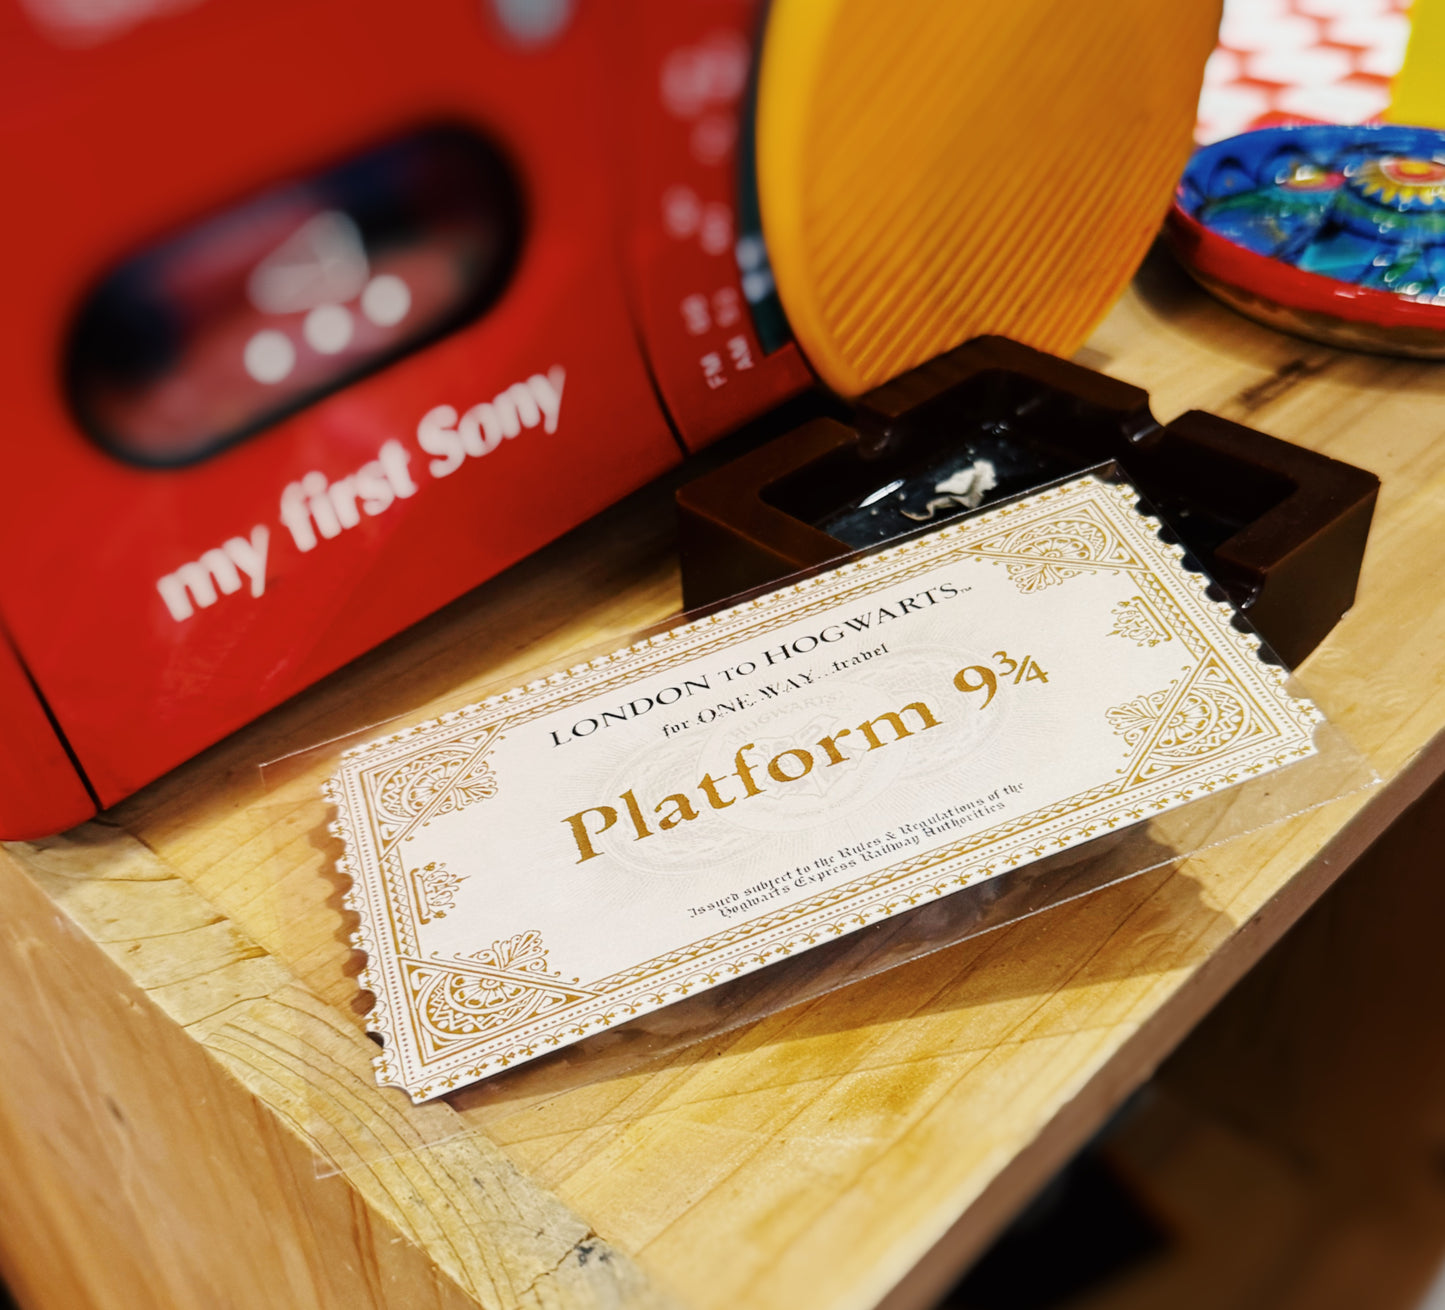 my first Sony
FM
AM
LONDON TO HOGWARTS™
for ONE WAY...travel
Platform 9¾
HOGWARTS
Issued subject to the Rules & Regulations of the
Hogwarts Express Railway Authorities